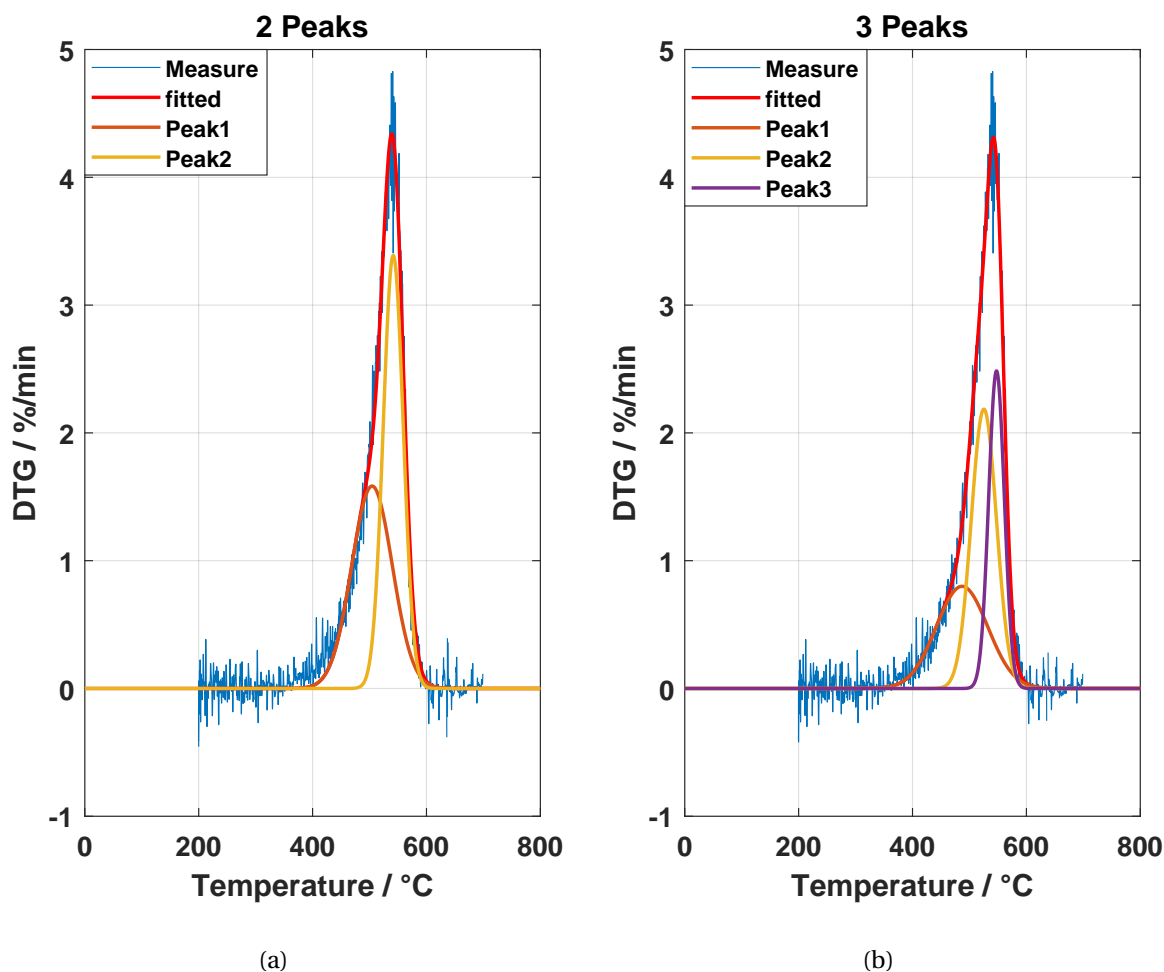 2 Peaks
Measure
fitted
Peak1
Peak2
5
4
3
2
1
0
-1
DTG / %/min
0 200 400 600 800
Temperature / °C
(a)
3 Peaks
Measure
fitted
Peak1
Peak2
Peak3
5
4
3
2
1
0
-1
DTG / %/min
0 200 400 600 800
Temperature / °C
(b)